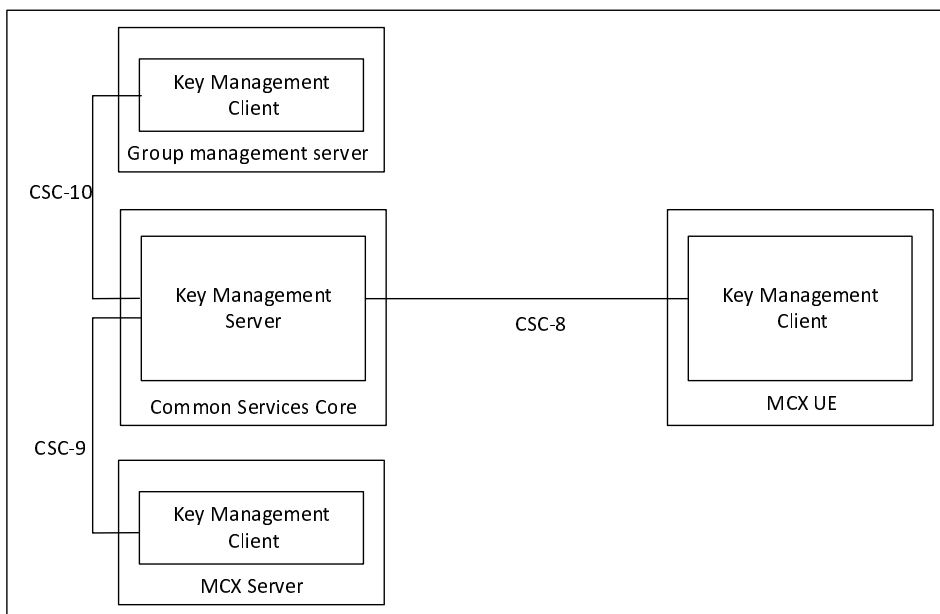 Key Management
Client
Group management server
CSC-10
Key Management
Server
Common Services Core
CSC-8
Key Management
Client
MCX UE
CSC-9
Key Management
Client
MCX Server